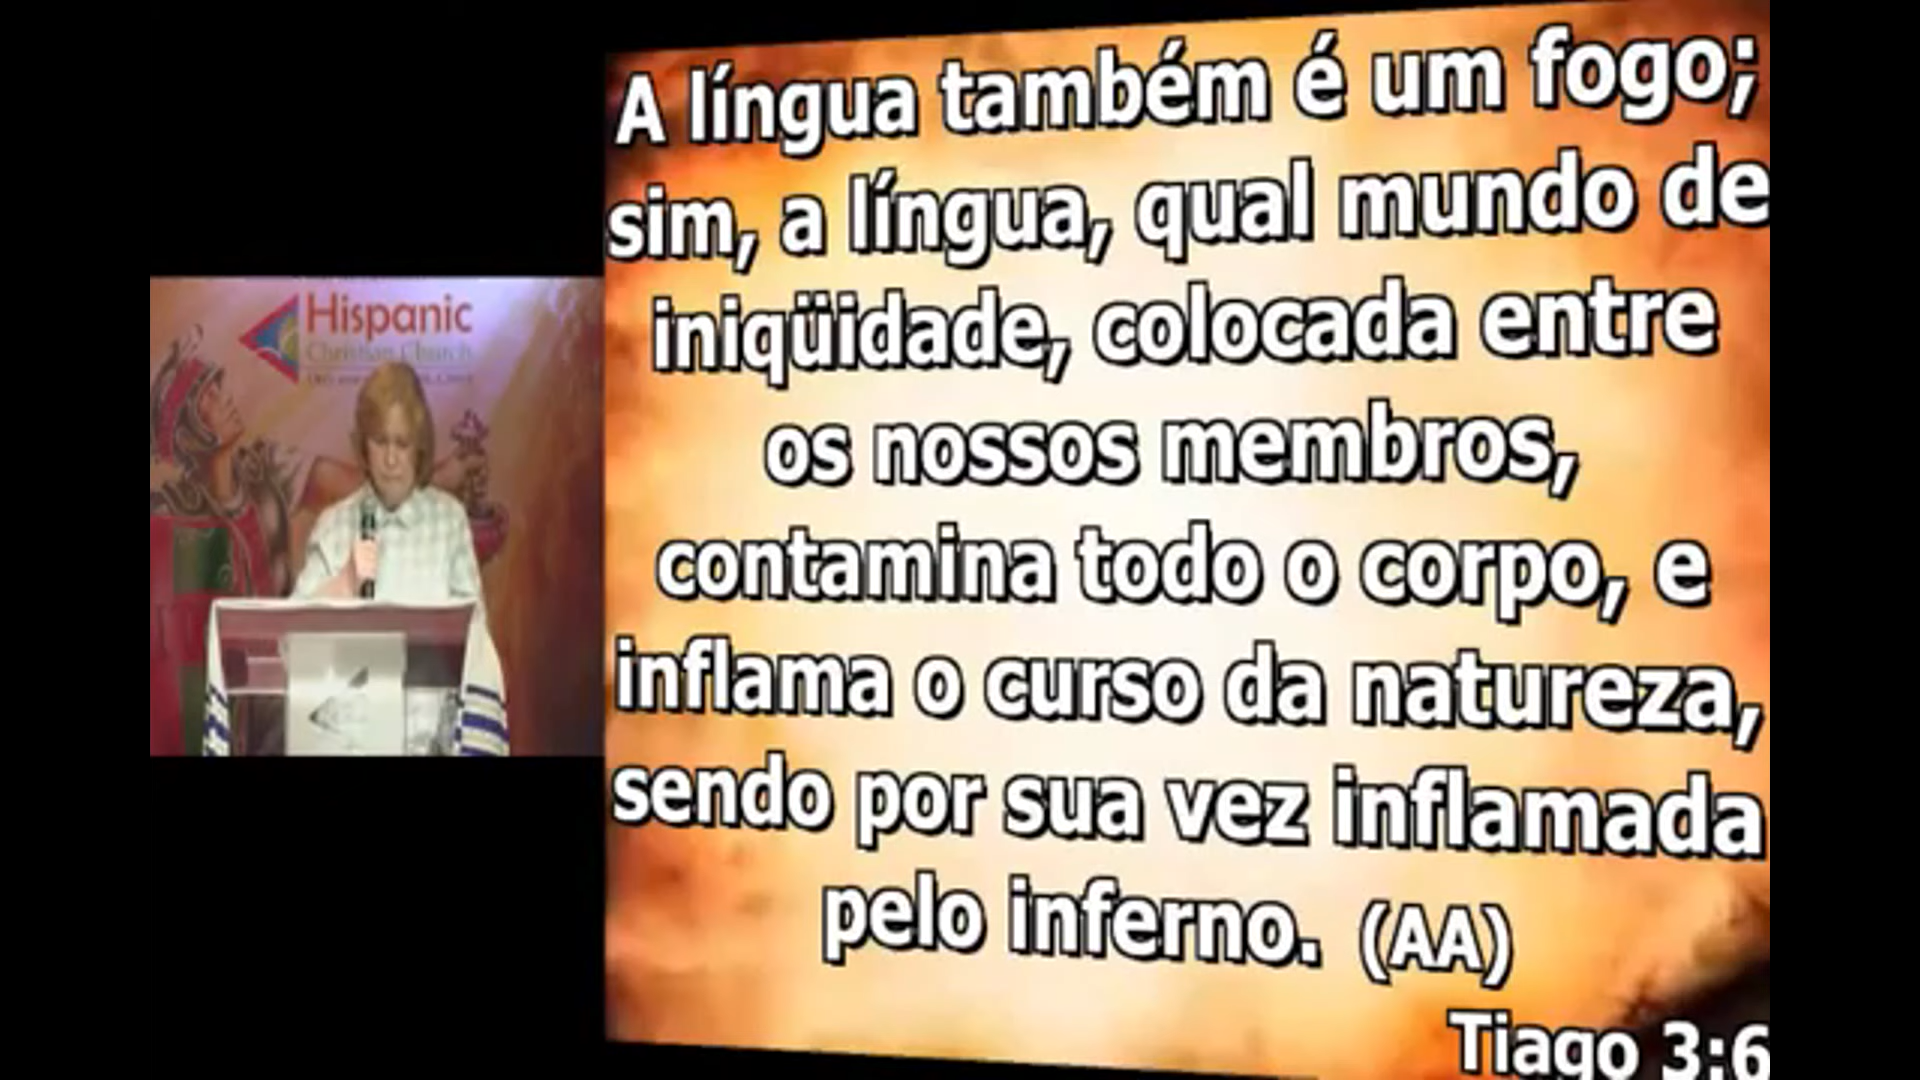 Hispanic
Christian Church
A língua também é um fogo;
sim, a língua, qual mundo de
iniqüidade, colocada entre
os nossos membros,
contamina todo o corpo, e
inflama o curso da natureza,
sendo por sua vez inflamada
pelo inferno. (AA)
Tiago 3:6